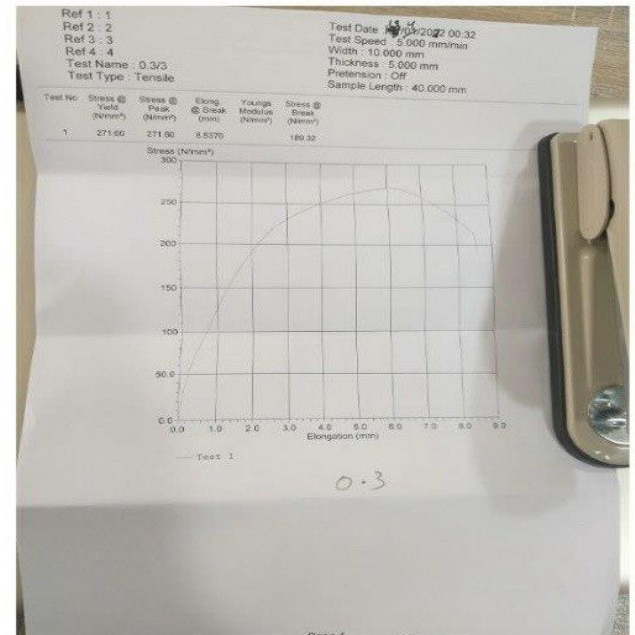 Ref 1 : 1
Ref 2 : 2
Ref 3 : 3
Ref 4 : 4
Test Name : 0.3/3
Test Type : Tensile
Test Date 2022 00:32
Test Speed : 5.000 mm/min
Width : 10.000 mm
Thickness : 5.000 mm
Pretension : Off
Sample Length : 40.000 mm
Test No Stress @ Yield (N/mm²) Stress @ Peak (N/mm²) Elong @ Break (mm) Youngs Modulus (N/mm²) Stress @ Break (N/mm²)
1 271.60 271.60 8.5370 189.32
Stress (N/mm²)
300
250
200
150
100
50.0
0.0
0.0 1.0 2.0 3.0 4.0 5.0 6.0 7.0 8.0 9.0
Elongation (mm)
Test 1
0.3